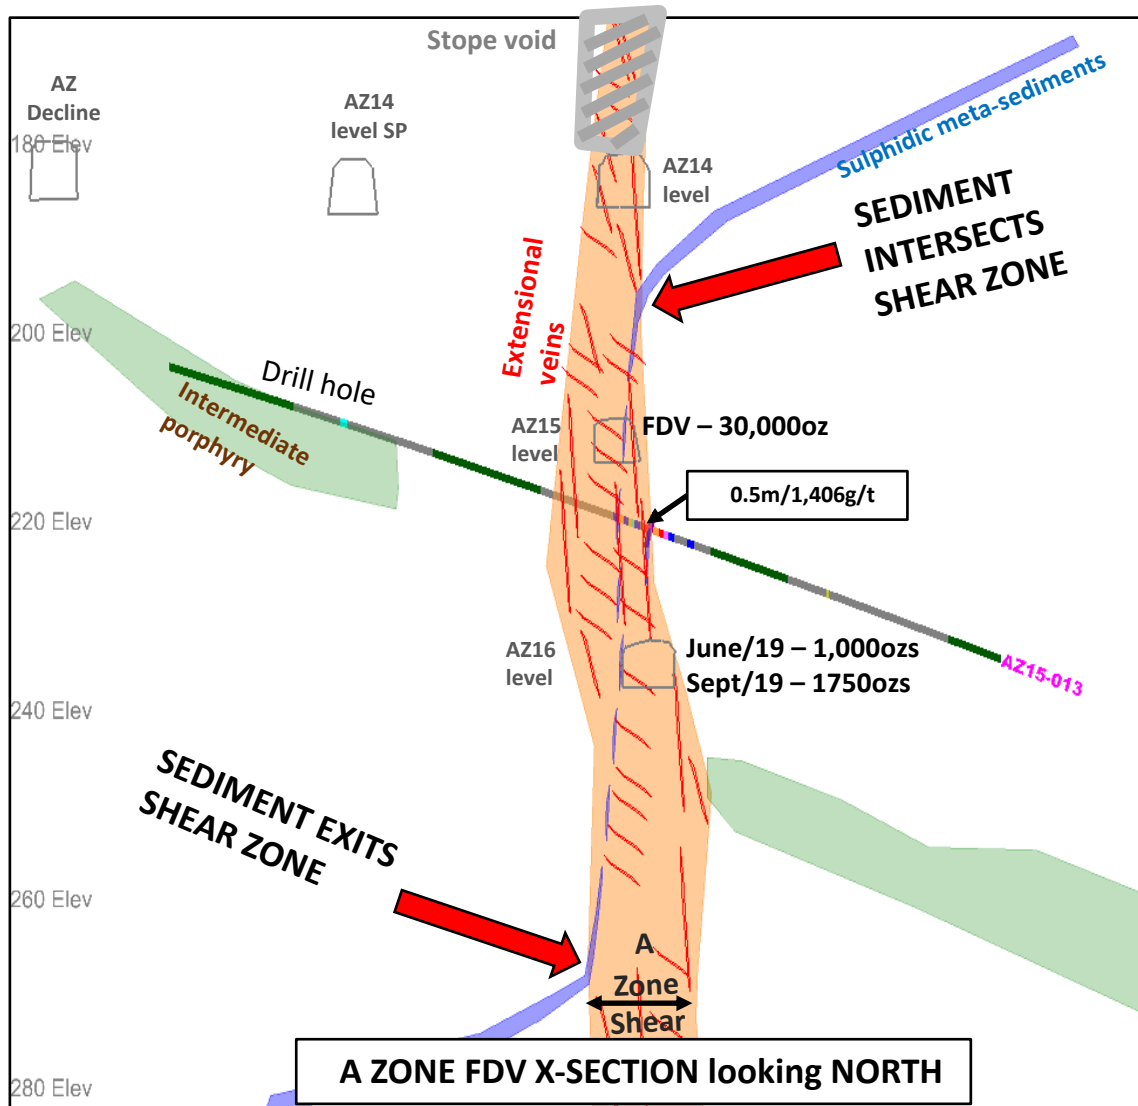 Stope void
AZ
Decline
AZ14
level SP
180 Elev
AZ14
level
Sulphidic meta-sediments
SEDIMENT
INTERSECTS
SHEAR ZONE
Extensional
veins
200 Elev
Drill hole
Intermediate
porphyry
AZ15
level
FDV – 30,000oz
0.5m/1,406g/t
220 Elev
AZ16
level
June/19 – 1,000ozs
Sept/19 – 1750ozs
AZ15-013
240 Elev
SEDIMENT EXITS
SHEAR ZONE
260 Elev
A
Zone
Shear
A ZONE FDV X-SECTION looking NORTH
280 Elev